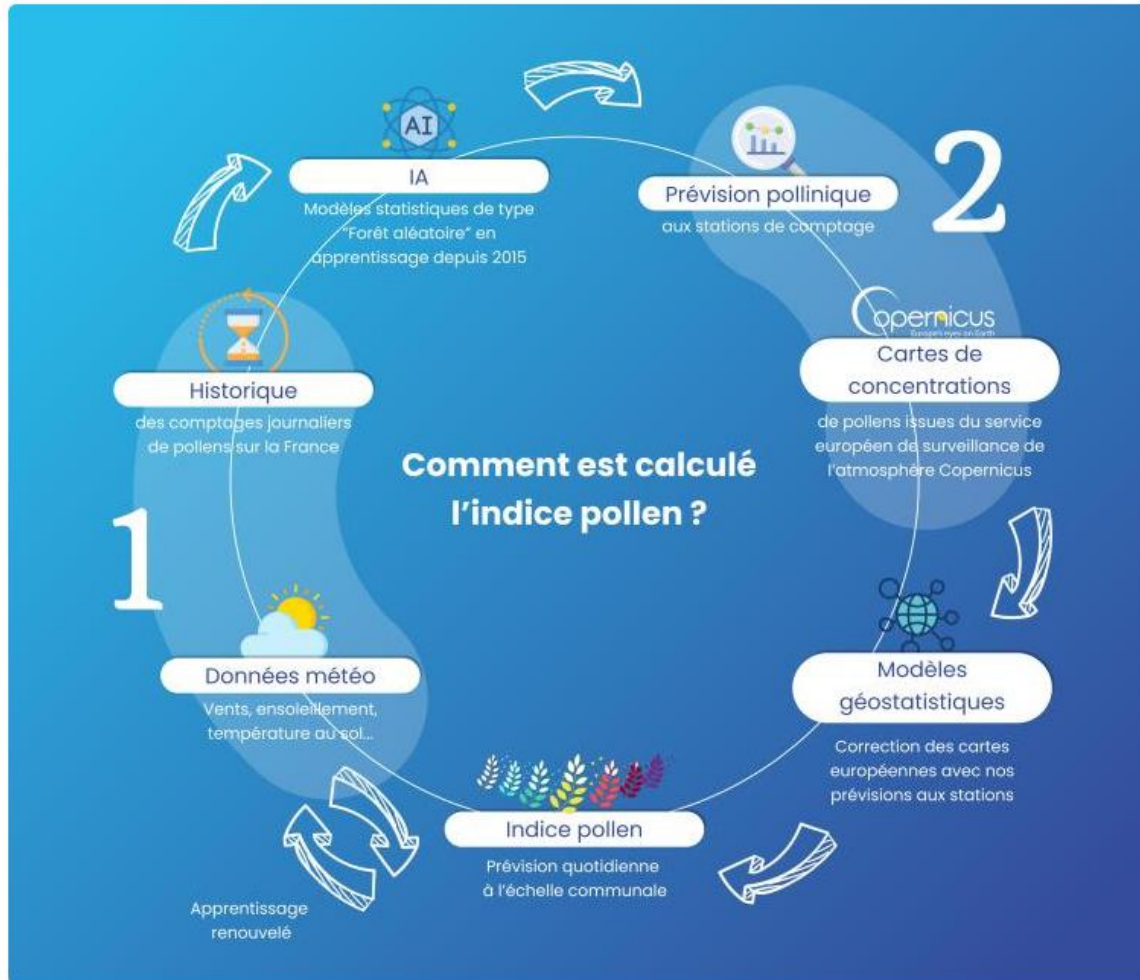 AI
IA
Modèles statistiques de type
"Forêt aléatoire" en
apprentissage depuis 2015
Prévision pollinique
aux stations de comptage
2
opernicus
Europe's eyes on Earth
Cartes de
concentrations
de pollens issues du service
européen de surveillance de
l'atmosphère Copernicus
Historique
des comptages journaliers
de pollens sur la France
Comment est calculé
l'indice pollen ?
1
Données météo
Vents, ensoleillement,
température au sol...
Modèles
géostatistiques
Correction des cartes
européennes avec nos
prévisions aux stations
Indice pollen
Prévision quotidienne
à l'échelle communale
Apprentissage
renouvelé